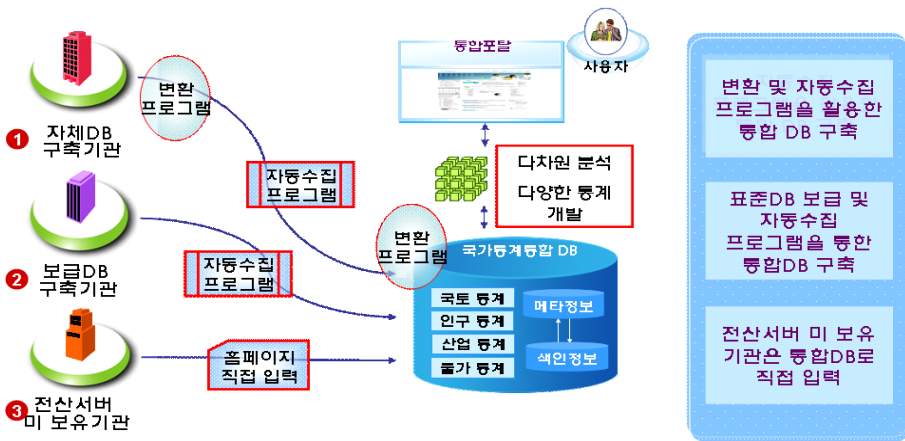 통합포탈
사용자
변환
프로그램
1
자체DB
구축기관
자동수집
프로그램
다차원 분석
다양한 통계
개발
2
보급DB
구축기관
자동수집
프로그램
변환
프로그램
국가통계통합 DB
국토 통계
인구 통계
산업 통계
물가 통계
메타정보
색인정보
3
전산서버
미 보유기관
홈페이지
직접 입력
변환 및 자동수집
프로그램을 활용한
통합 DB 구축
표준DB 보급 및
자동수집
프로그램을 통한
통합DB 구축
전산서버 미 보유
기관은 통합DB로
직접 입력